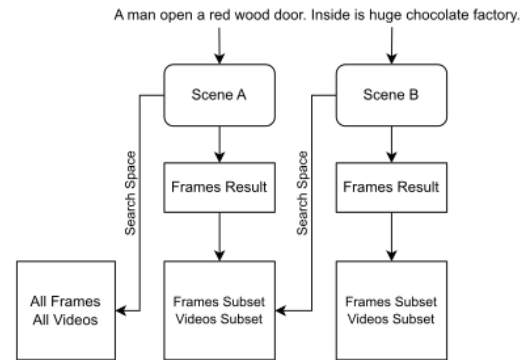 A man open a red wood door. Inside is huge chocolate factory.
Scene A
Scene B
Search Space
Search Space
Frames Result
Frames Result
All Frames
All Videos
Frames Subset
Videos Subset
Frames Subset
Videos Subset